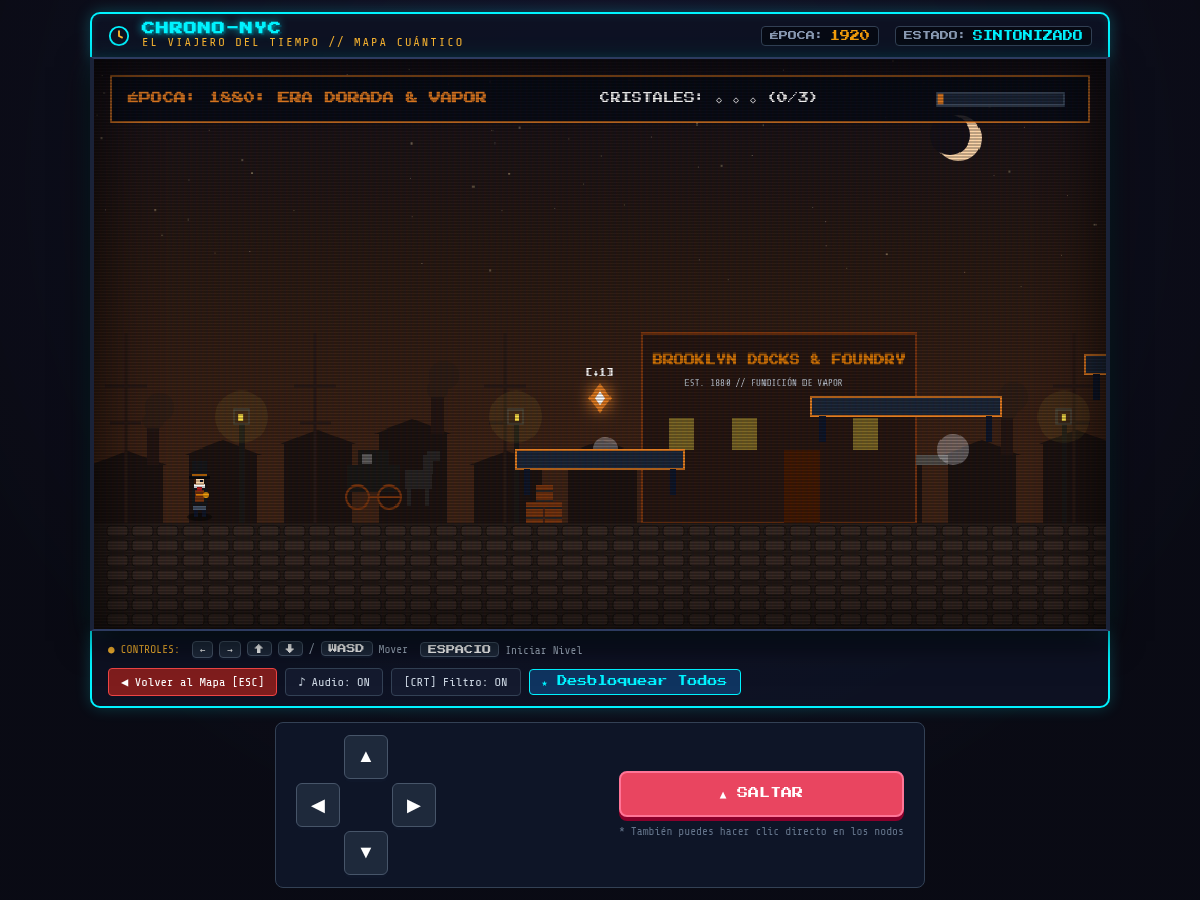 CHRONO-NYC
EL VIAJERO DEL TIEMPO // MAPA CUÁNTICO
ÉPOCA: 1920
ESTADO: SINTONIZADO
ÉPOCA: 1880: ERA DORADA & VAPOR
CRISTALES: ⬦ ⬦ ⬦ (0/3)
[+1]
BROOKLYN DOCKS & FOUNDRY
EST. 1880 // FUNDICIÓN DE VAPOR
● CONTROLES: ← → ↑ ↓ / WASD Mover ESPACIO Iniciar Nivel
◀ Volver al Mapa [ESC]
♪ Audio: ON
[CRT] Filtro: ON
★ Desbloquear Todos
▲
◀ ▶
▼
▲ SALTAR
* También puedes hacer clic directo en los nodos